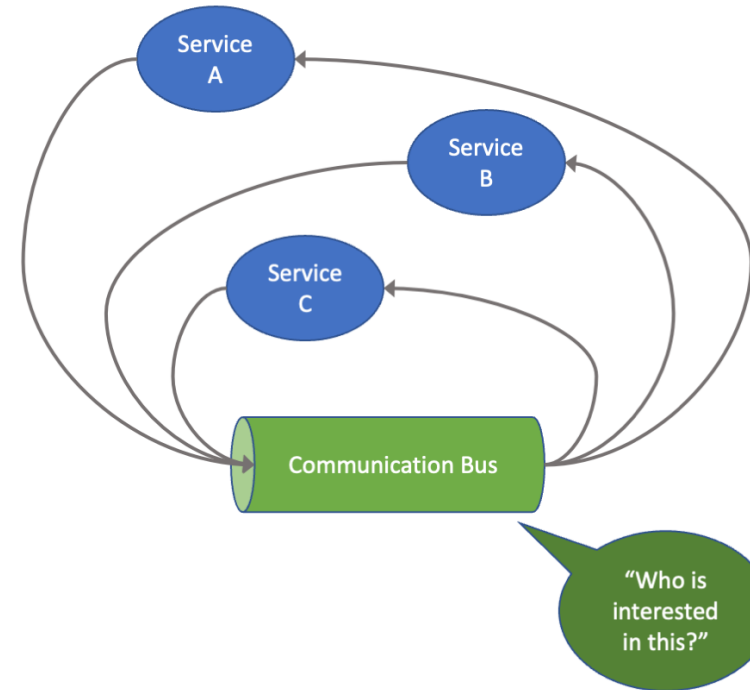 Service
A
Service
B
Service
C
Communication Bus
“Who is
interested
in this?”